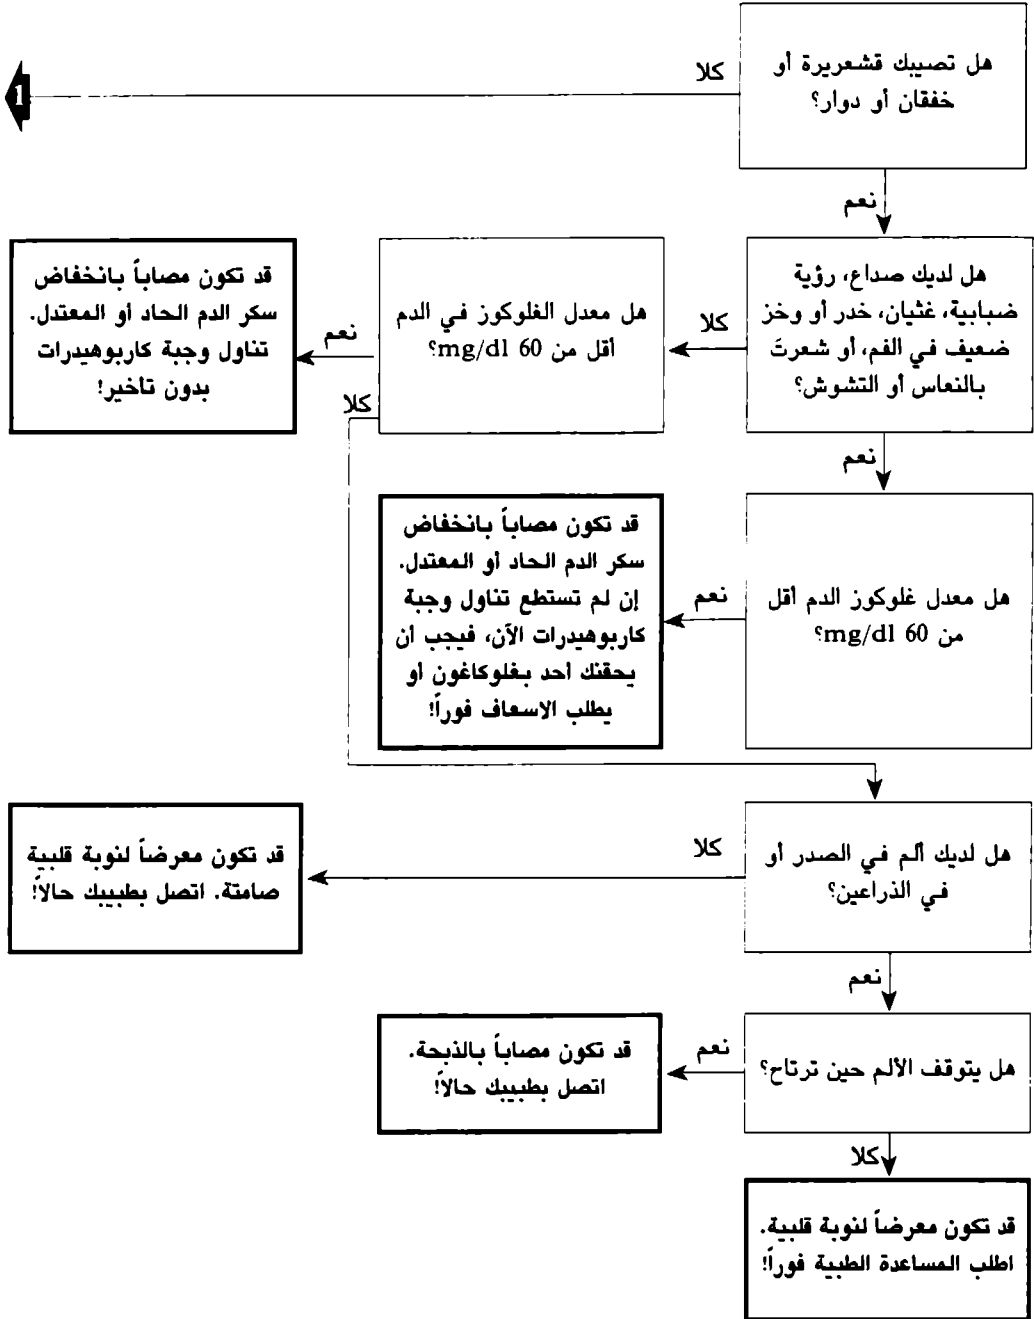 هل تصيبك قشعريرة أو
خفقان أو دوار؟
كلا
1
نعم
هل لديك صداع، رؤية
ضبابية، غثيان، خدر أو وخز
ضعيف في الفم، أو شعرتَ
بالنعاس أو التشوش؟
كلا
هل معدل الغلوكوز في الدم
أقل من 60 mg/dl؟
نعم
قد تكون مصاباً بانخفاض
سكر الدم الحاد أو المعتدل.
تناول وجبة كاربوهيدرات
بدون تأخير!
كلا
نعم
هل معدل غلوكوز الدم أقل
من 60 mg/dl؟
نعم
قد تكون مصاباً بانخفاض
سكر الدم الحاد أو المعتدل.
إن لم تستطع تناول وجبة
كاربوهيدرات الآن، فيجب أن
يحقنك أحد بغلوكاغون أو
يطلب الاسعاف فوراً!
هل لديك ألم في الصدر أو
في الذراعين؟
كلا
قد تكون معرضاً لنوبة قلبية
صامتة. اتصل بطبيبك حالاً!
نعم
هل يتوقف الألم حين ترتاح؟
نعم
قد تكون مصاباً بالذبحة.
اتصل بطبيبك حالاً!
كلا
قد تكون معرضاً لنوبة قلبية.
اطلب المساعدة الطبية فوراً!